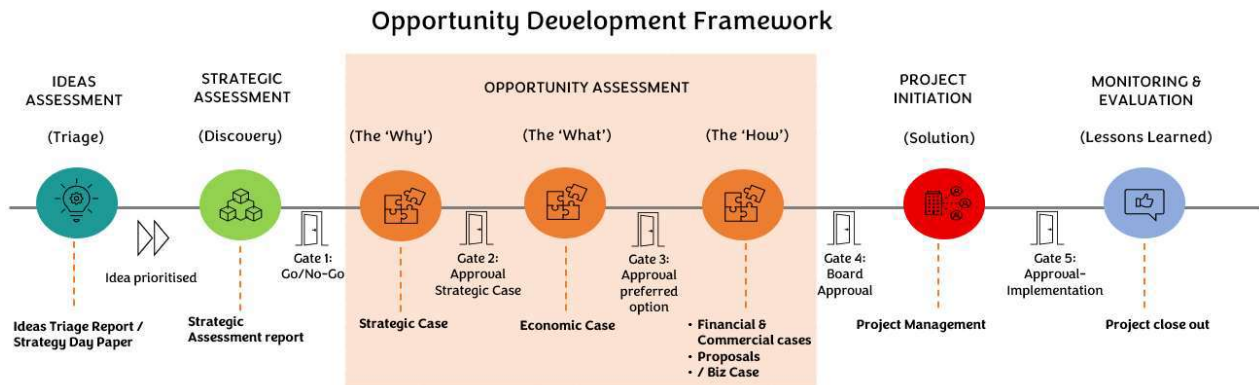 Opportunity Development Framework
IDEAS
ASSESSMENT
(Triage)
STRATEGIC
ASSESSMENT
(Discovery)
OPPORTUNITY ASSESSMENT
(The ‘Why’)
(The ‘What’)
(The ‘How’)
PROJECT
INITIATION
(Solution)
MONITORING &
EVALUATION
(Lessons Learned)
Idea prioritised
Gate 1:
Go/No-Go
Gate 2:
Approval
Strategic Case
Gate 3:
Approval
preferred
option
Gate 4:
Board
Approval
Gate 5:
Approval-
Implementation
Ideas Triage Report /
Strategy Day Paper
Strategic
Assessment report
Strategic Case
Economic Case
• Financial &
Commercial cases
• Proposals
• / Biz Case
Project Management
Project close out